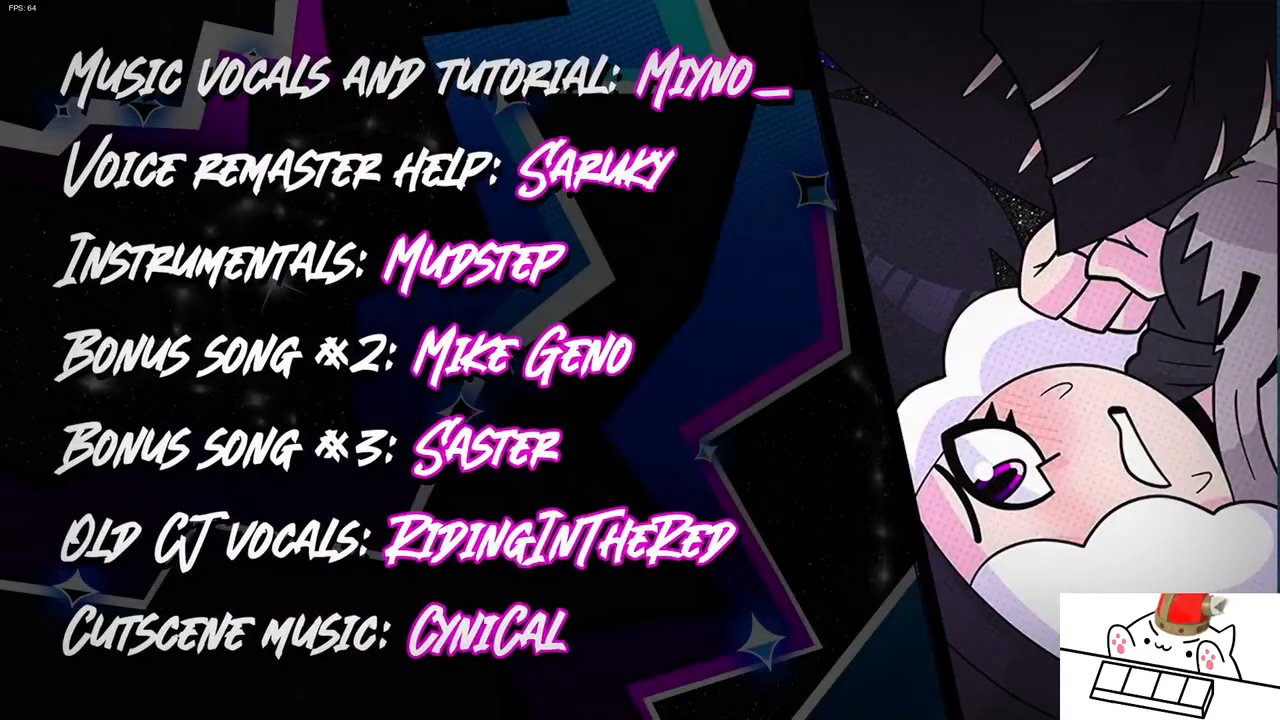 FPS: 64
Music vocals and tutorial: Miyno_
Voice remaster help: Saruky
Instrumentals: Mudstep
Bonus song #2: Mike Geno
Bonus song #3: Saster
Old CJ vocals: RidingInTheRed
Cutscene music: CyniCal